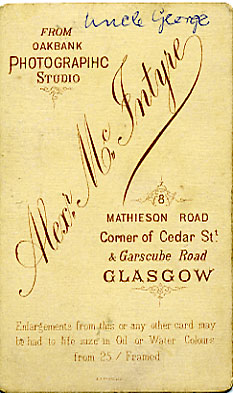 Uncle George
FROM
OAKBANK
PHOTOGRAPIHC
STUDIO
Alexr. McIntyre
8
MATHIESON ROAD
Corner of Cedar St.
& Garscube Road
GLASGOW
Enlargements from this or any other card may
be had to life size in Oil or Water Colours
from 25/ Framed